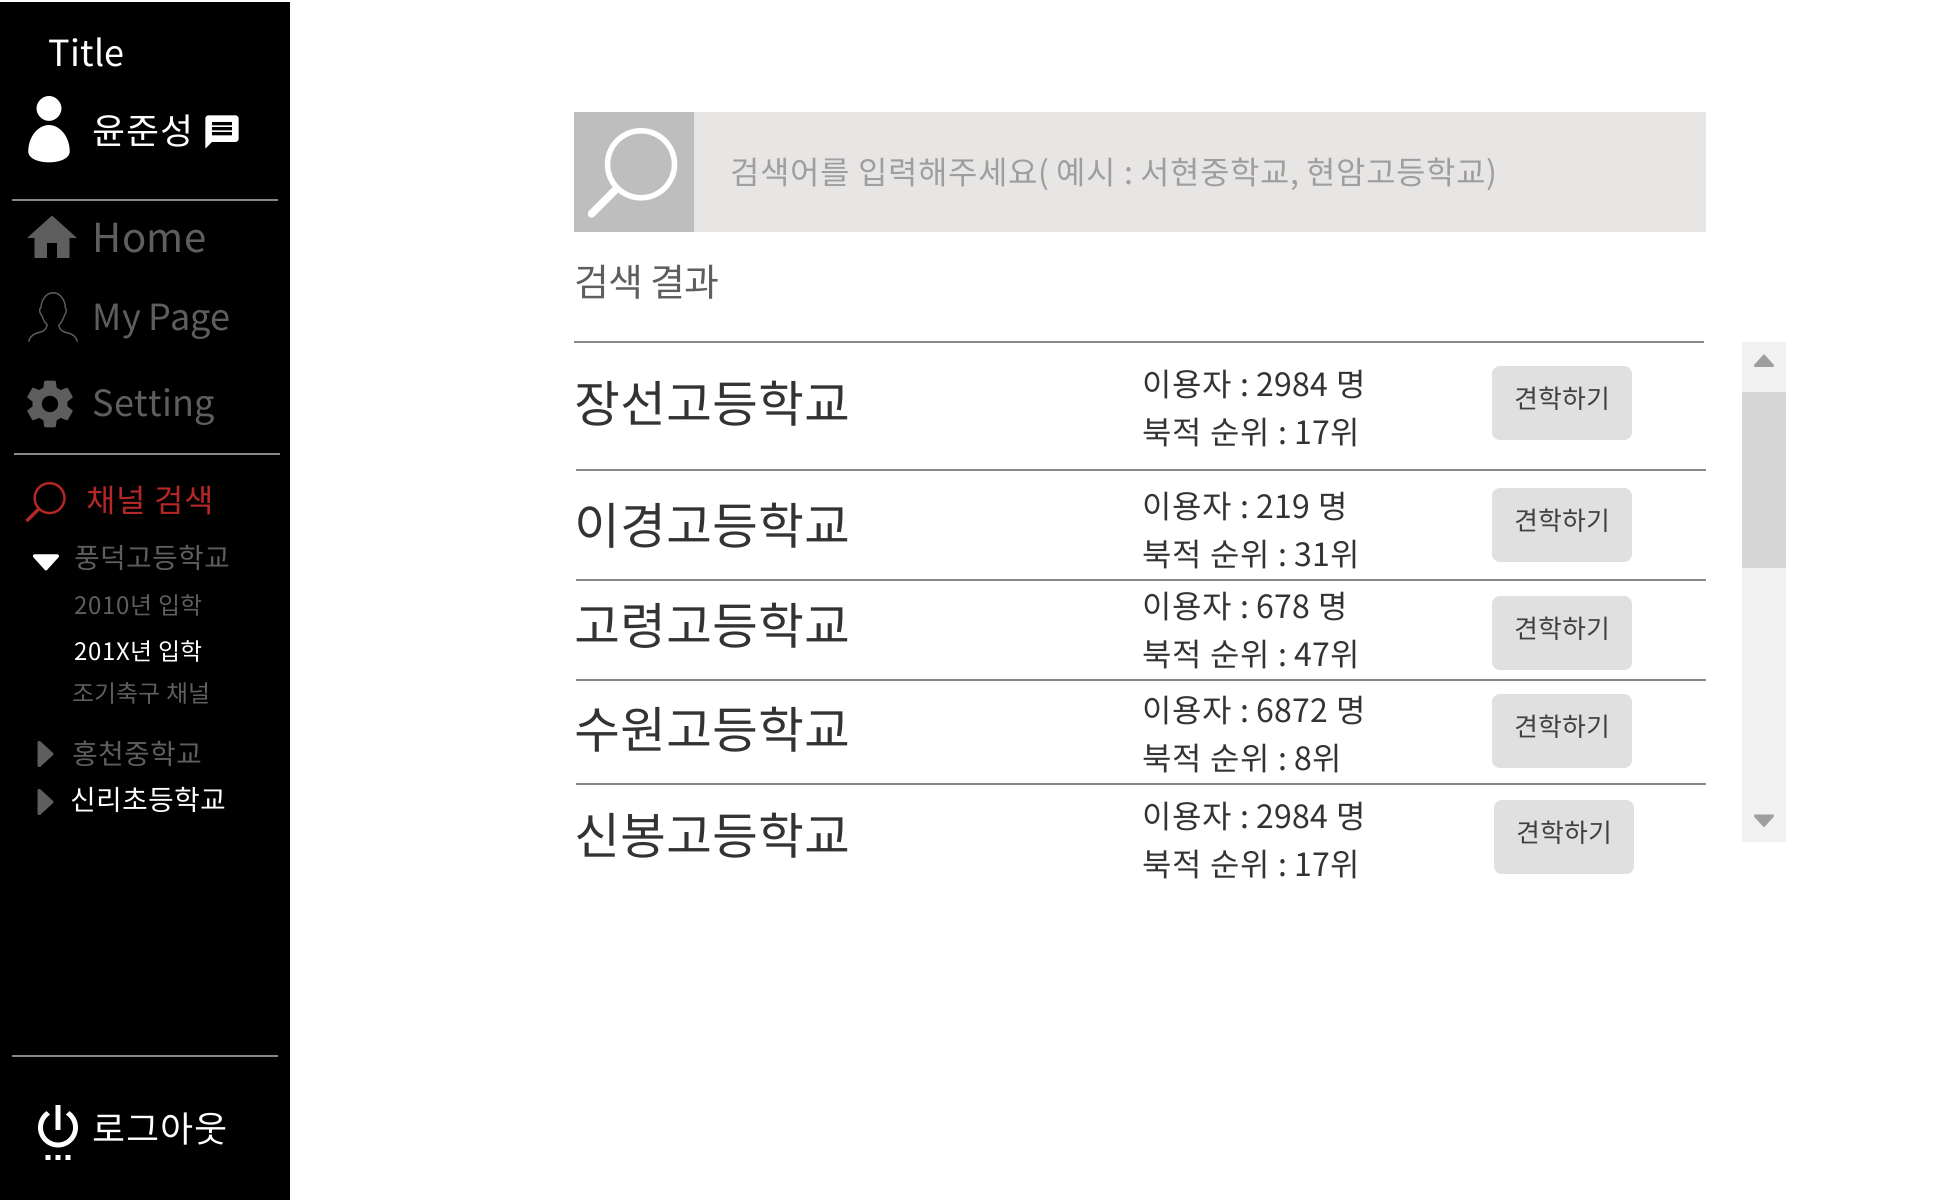 Title
윤준성
Home
My Page
Setting
채널 검색
풍덕고등학교
2010년 입학
201X년 입학
조기축구 채널
홍천중학교
신리초등학교
로그아웃
검색어를 입력해주세요( 예시 : 서현중학교, 현암고등학교)
검색 결과
장선고등학교
이용자 : 2984 명
북적 순위 : 17위
견학하기
이경고등학교
이용자 : 219 명
북적 순위 : 31위
견학하기
고령고등학교
이용자 : 678 명
북적 순위 : 47위
견학하기
수원고등학교
이용자 : 6872 명
북적 순위 : 8위
견학하기
신봉고등학교
이용자 : 2984 명
북적 순위 : 17위
견학하기